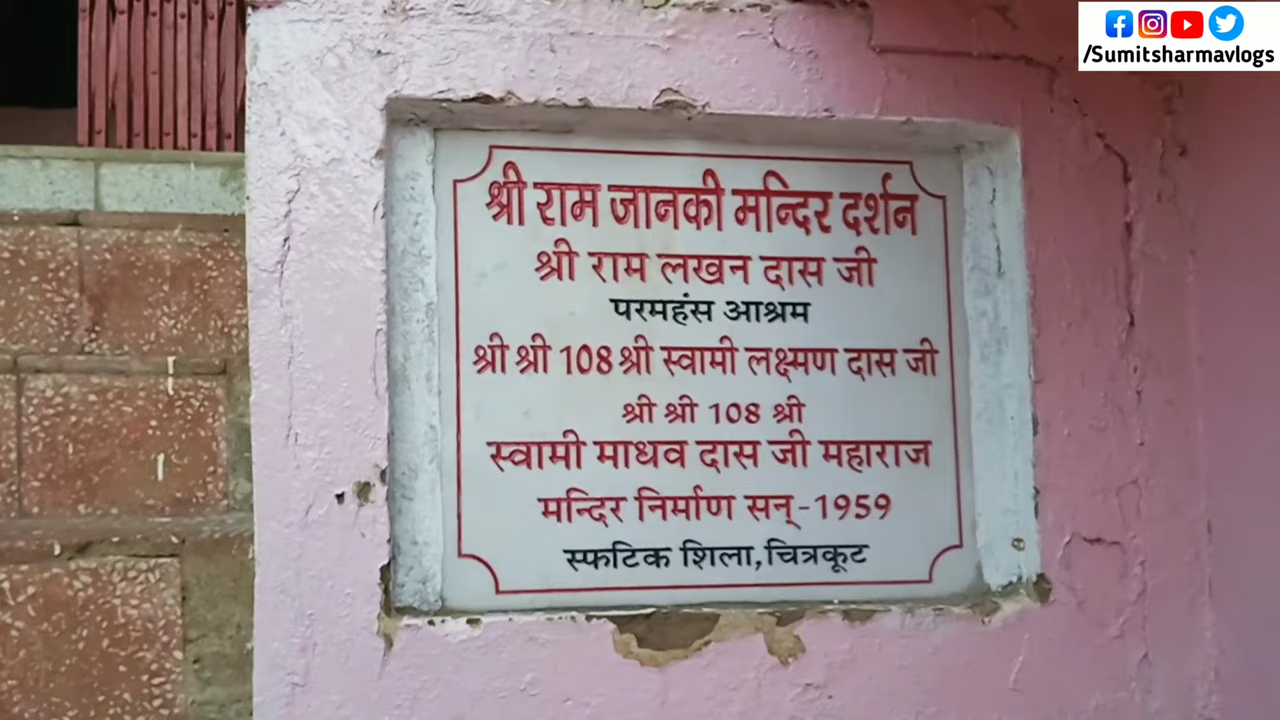 /Sumitsharmavlogs
श्री राम जानकी मन्दिर दर्शन
श्री राम लखन दास जी
परमहंस आश्रम
श्री श्री 108 श्री स्वामी लक्ष्मण दास जी
श्री श्री 108 श्री
स्वामी माधव दास जी महाराज
मन्दिर निर्माण सन्-1959
स्फटिक शिला,चित्रकूट